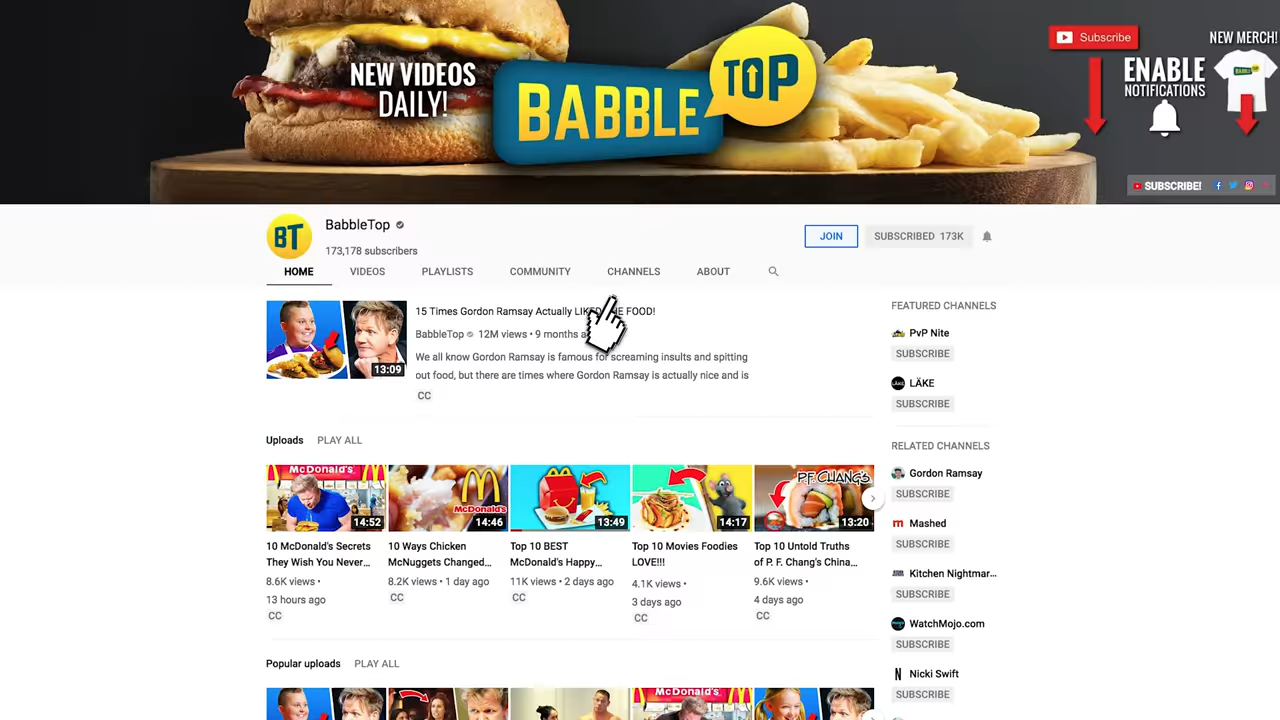 NEW VIDEOS
DAILY!
BABBLE
TOP
Subscribe
ENABLE
NOTIFICATIONS
NEW MERCH!
SUBSCRIBE!
BT
BabbleTop
173,178 subscribers
JOIN
SUBSCRIBED 173K
HOME
VIDEOS
PLAYLISTS
COMMUNITY
CHANNELS
ABOUT
13:09
15 Times Gordon Ramsay Actually LIKED THE FOOD!
BabbleTop 12M views • 9 months
We all know Gordon Ramsay is famous for screaming insults and spitting
out food, but there are times where Gordon Ramsay is actually nice and is
CC
Uploads
PLAY ALL
McDonald's
14:52
10 McDonald's Secrets
They Wish You Never...
8.6K views •
13 hours ago
CC
McDonald's
14:46
10 Ways Chicken
McNuggets Changed...
8.2K views • 1 day ago
CC
13:49
Top 10 BEST
McDonald's Happy...
11K views • 2 days ago
CC
14:17
Top 10 Movies Foodies
LOVE!!!
4.1K views •
3 days ago
CC
P.F. CHANG'S
13:20
Top 10 Untold Truths
of P. F. Chang's China...
9.6K views •
4 days ago
CC
Popular uploads
PLAY ALL
McDonald's
FEATURED CHANNELS
PvP Nite
SUBSCRIBE
LÄKE
SUBSCRIBE
RELATED CHANNELS
Gordon Ramsay
SUBSCRIBE
Mashed
SUBSCRIBE
Kitchen Nightmar...
SUBSCRIBE
WatchMojo.com
SUBSCRIBE
Nicki Swift
SUBSCRIBE